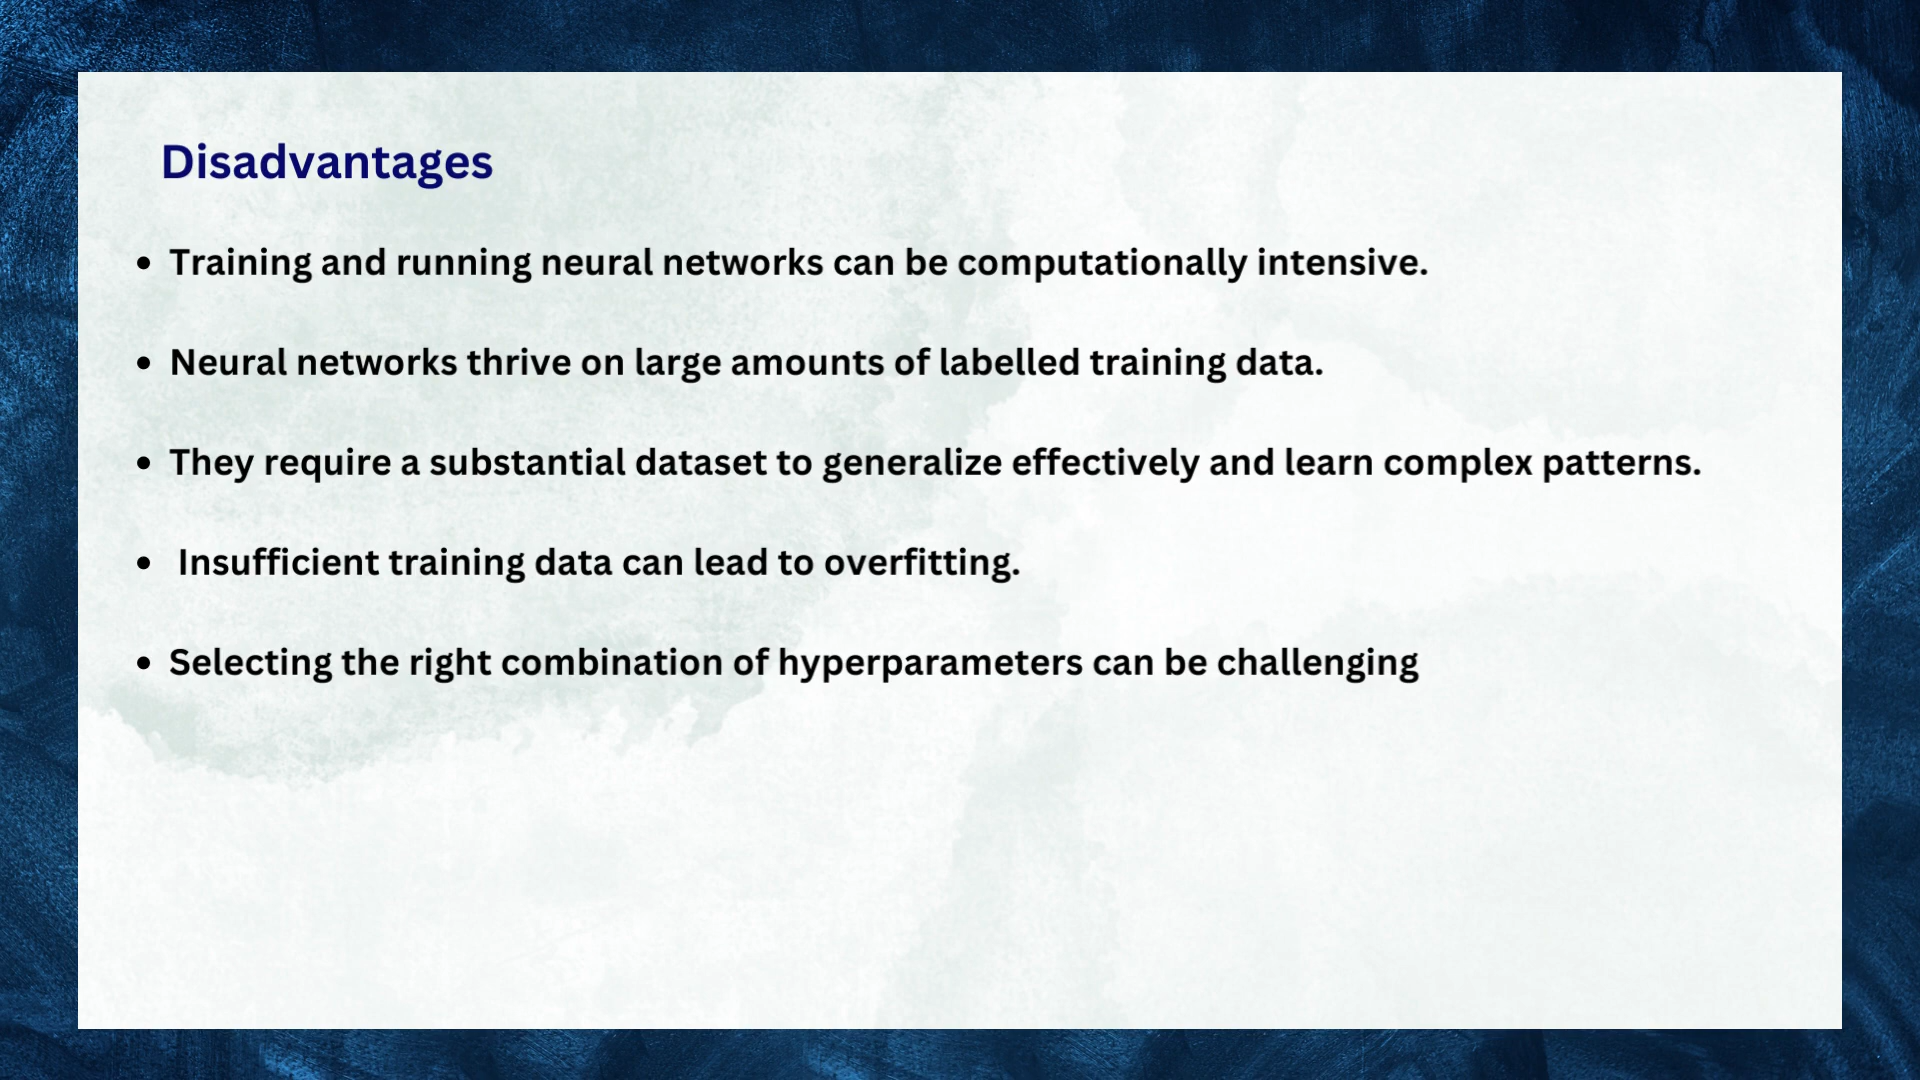 Disadvantages
• Training and running neural networks can be computationally intensive.
• Neural networks thrive on large amounts of labelled training data.
• They require a substantial dataset to generalize effectively and learn complex patterns.
• Insufficient training data can lead to overfitting.
• Selecting the right combination of hyperparameters can be challenging